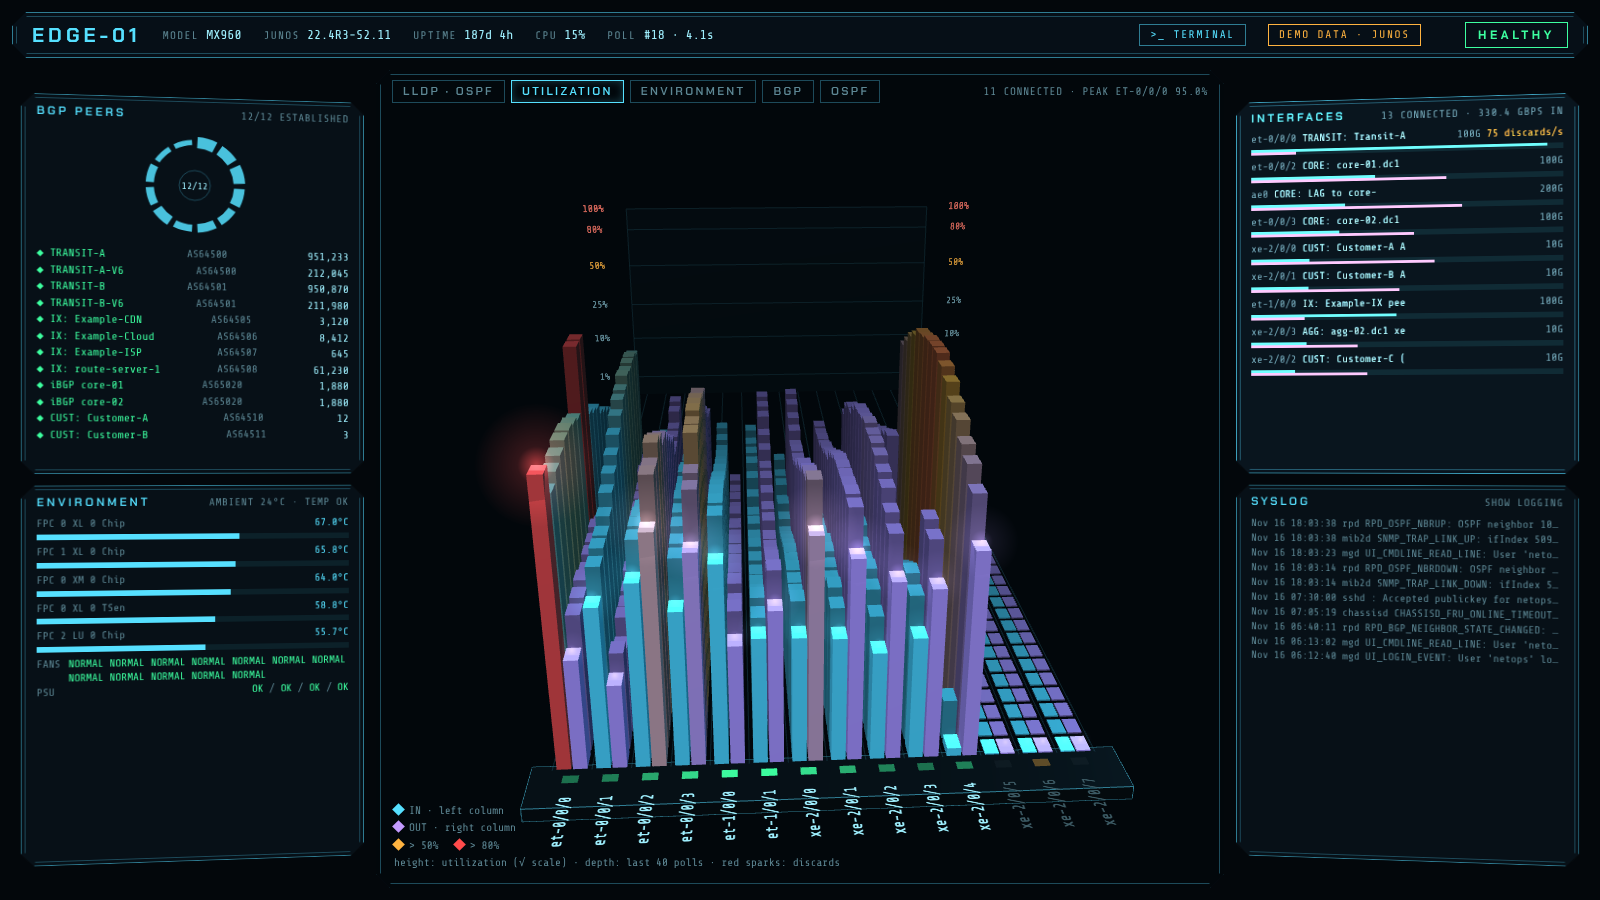 EDGE-01 MODEL MX960 JUNOS 22.4R3-S2.11 UPTIME 187d 4h CPU 15% POLL #18 · 4.1s >_ TERMINAL DEMO DATA · JUNOS HEALTHY
BGP PEERS 12/12 ESTABLISHED
12/12
TRANSIT-A AS64500 951,233
TRANSIT-A-V6 AS64500 212,045
TRANSIT-B AS64501 950,870
TRANSIT-B-V6 AS64501 211,980
IX: Example-CDN AS64505 3,120
IX: Example-Cloud AS64506 8,412
IX: Example-ISP AS64507 645
IX: route-server-1 AS64508 61,230
iBGP core-01 AS65020 1,880
iBGP core-02 AS65020 1,880
CUST: Customer-A AS64510 12
CUST: Customer-B AS64511 3
ENVIRONMENT AMBIENT 24°C · TEMP OK
FPC 0 XL 0 Chip 67.0°C
FPC 1 XL 0 Chip 65.8°C
FPC 0 XM 0 Chip 64.0°C
FPC 0 XL 0 TSen 58.8°C
FPC 2 LU 0 Chip 55.7°C
FANS NORMAL NORMAL NORMAL NORMAL NORMAL NORMAL NORMAL
NORMAL NORMAL NORMAL NORMAL NORMAL
PSU OK / OK / OK / OK
LLDP · OSPF UTILIZATION ENVIRONMENT BGP OSPF 11 CONNECTED · PEAK ET-0/0/0 95.0%
100% 100%
80% 80%
50% 50%
25% 25%
10% 10%
1%
et-0/0/0 et-0/0/1 et-0/0/2 et-0/0/3 et-1/0/0 et-1/0/1 xe-2/0/0 xe-2/0/1 xe-2/0/2 xe-2/0/3 xe-2/0/4 xe-2/0/5 xe-2/0/6 xe-2/0/7
IN · left column
OUT · right column
> 50% > 80%
height: utilization (√ scale) · depth: last 40 polls · red sparks: discards
INTERFACES 13 CONNECTED · 330.4 GBPS IN
et-0/0/0 TRANSIT: Transit-A 100G 75 discards/s
et-0/0/2 CORE: core-01.dc1 100G
ae0 CORE: LAG to core- 200G
et-0/0/3 CORE: core-02.dc1 100G
xe-2/0/0 CUST: Customer-A A 10G
xe-2/0/1 CUST: Customer-B A 10G
et-1/0/0 IX: Example-IX pee 100G
xe-2/0/3 AGG: agg-02.dc1 xe 10G
xe-2/0/2 CUST: Customer-C ( 10G
SYSLOG SHOW LOGGING
Nov 16 18:03:38 rpd RPD_OSPF_NBRUP: OSPF neighbor 10…
Nov 16 18:03:38 mib2d SNMP_TRAP_LINK_UP: ifIndex 509…
Nov 16 18:03:23 mgd UI_CMDLINE_READ_LINE: User 'neto…
Nov 16 18:03:14 rpd RPD_OSPF_NBRDOWN: OSPF neighbor …
Nov 16 18:03:14 mib2d SNMP_TRAP_LINK_DOWN: ifIndex 5…
Nov 16 07:30:00 sshd : Accepted publickey for netops…
Nov 16 07:05:19 chassisd CHASSISD_FRU_ONLINE_TIMEOUT…
Nov 16 06:40:11 rpd RPD_BGP_NEIGHBOR_STATE_CHANGED: …
Nov 16 06:13:02 mgd UI_CMDLINE_READ_LINE: User 'neto…
Nov 16 06:12:40 mgd UI_LOGIN_EVENT: User 'netops' lo…